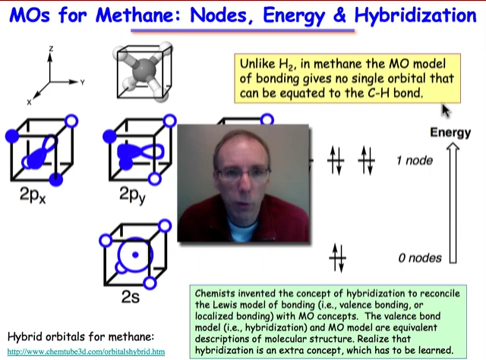 MOs for Methane: Nodes, Energy & Hybridization
Z
Y
X
Unlike H₂, in methane the MO model
of bonding gives no single orbital that
can be equated to the C-H bond.
Energy
1 node
2pₓ
2pᵧ
0 nodes
2s
Chemists invented the concept of hybridization to reconcile
the Lewis model of bonding (i.e., valence bonding, or
localized bonding) with MO concepts. The valence bond
model (i.e., hybridization) and MO model are equivalent
descriptions of molecular structure. Realize that
hybridization is an extra concept, which has to be learned.
Hybrid orbitals for methane:
http://www.chemtube3d.com/orbitalshybrid.htm